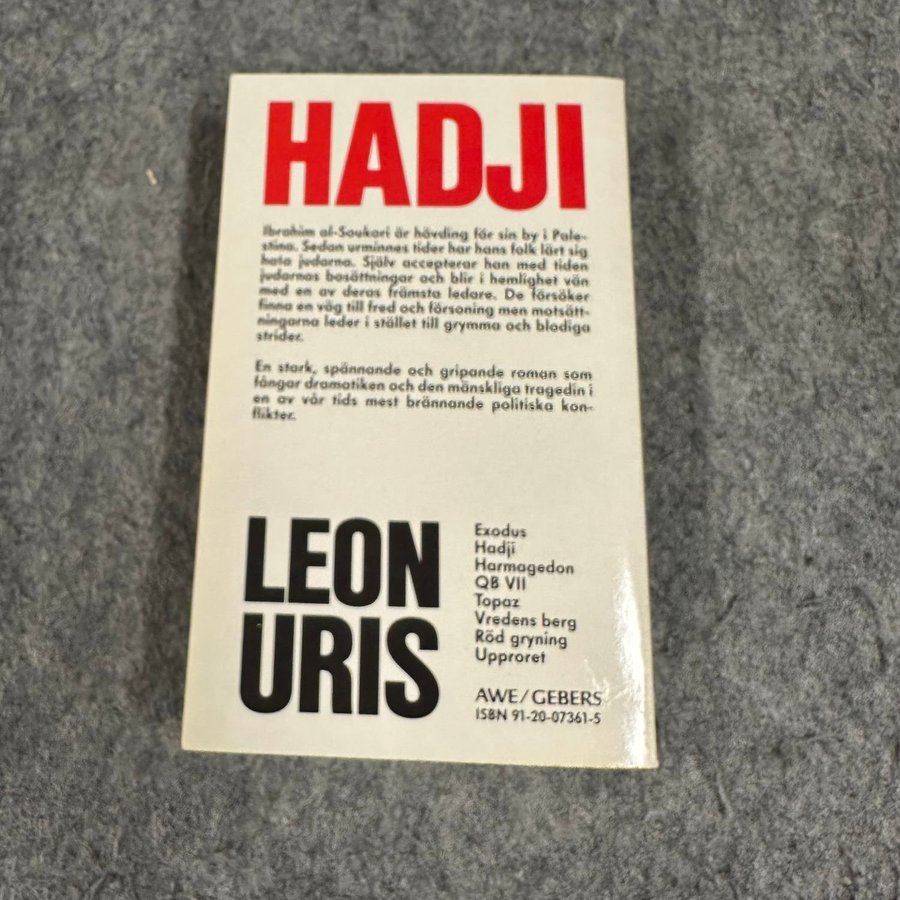 HADJI
Ibrahim al-Soukori är hövding för sin by i Pale-
stina. Sedan urminnes tider har hans folk lärt sig
hata judarna. Själv accepterar han med tiden
judarnas bosättningar och blir i hemlighet vän
med en av deras främsta ledare. De försöker
finna en väg till fred och försoning men motsätt-
ningarna leder i stället till grymma och blodiga
strider.
En stark, spännande och gripande roman som
fångar dramatiken och den mänskliga tragedin i
en av vår tids mest brännande politiska kon-
flikter.
LEON
URIS
Exodus
Hadji
Harmagedon
QB VII
Topaz
Vredens berg
Röd gryning
Upproret
AWE/GEBERS
ISBN 91-20-07361-5